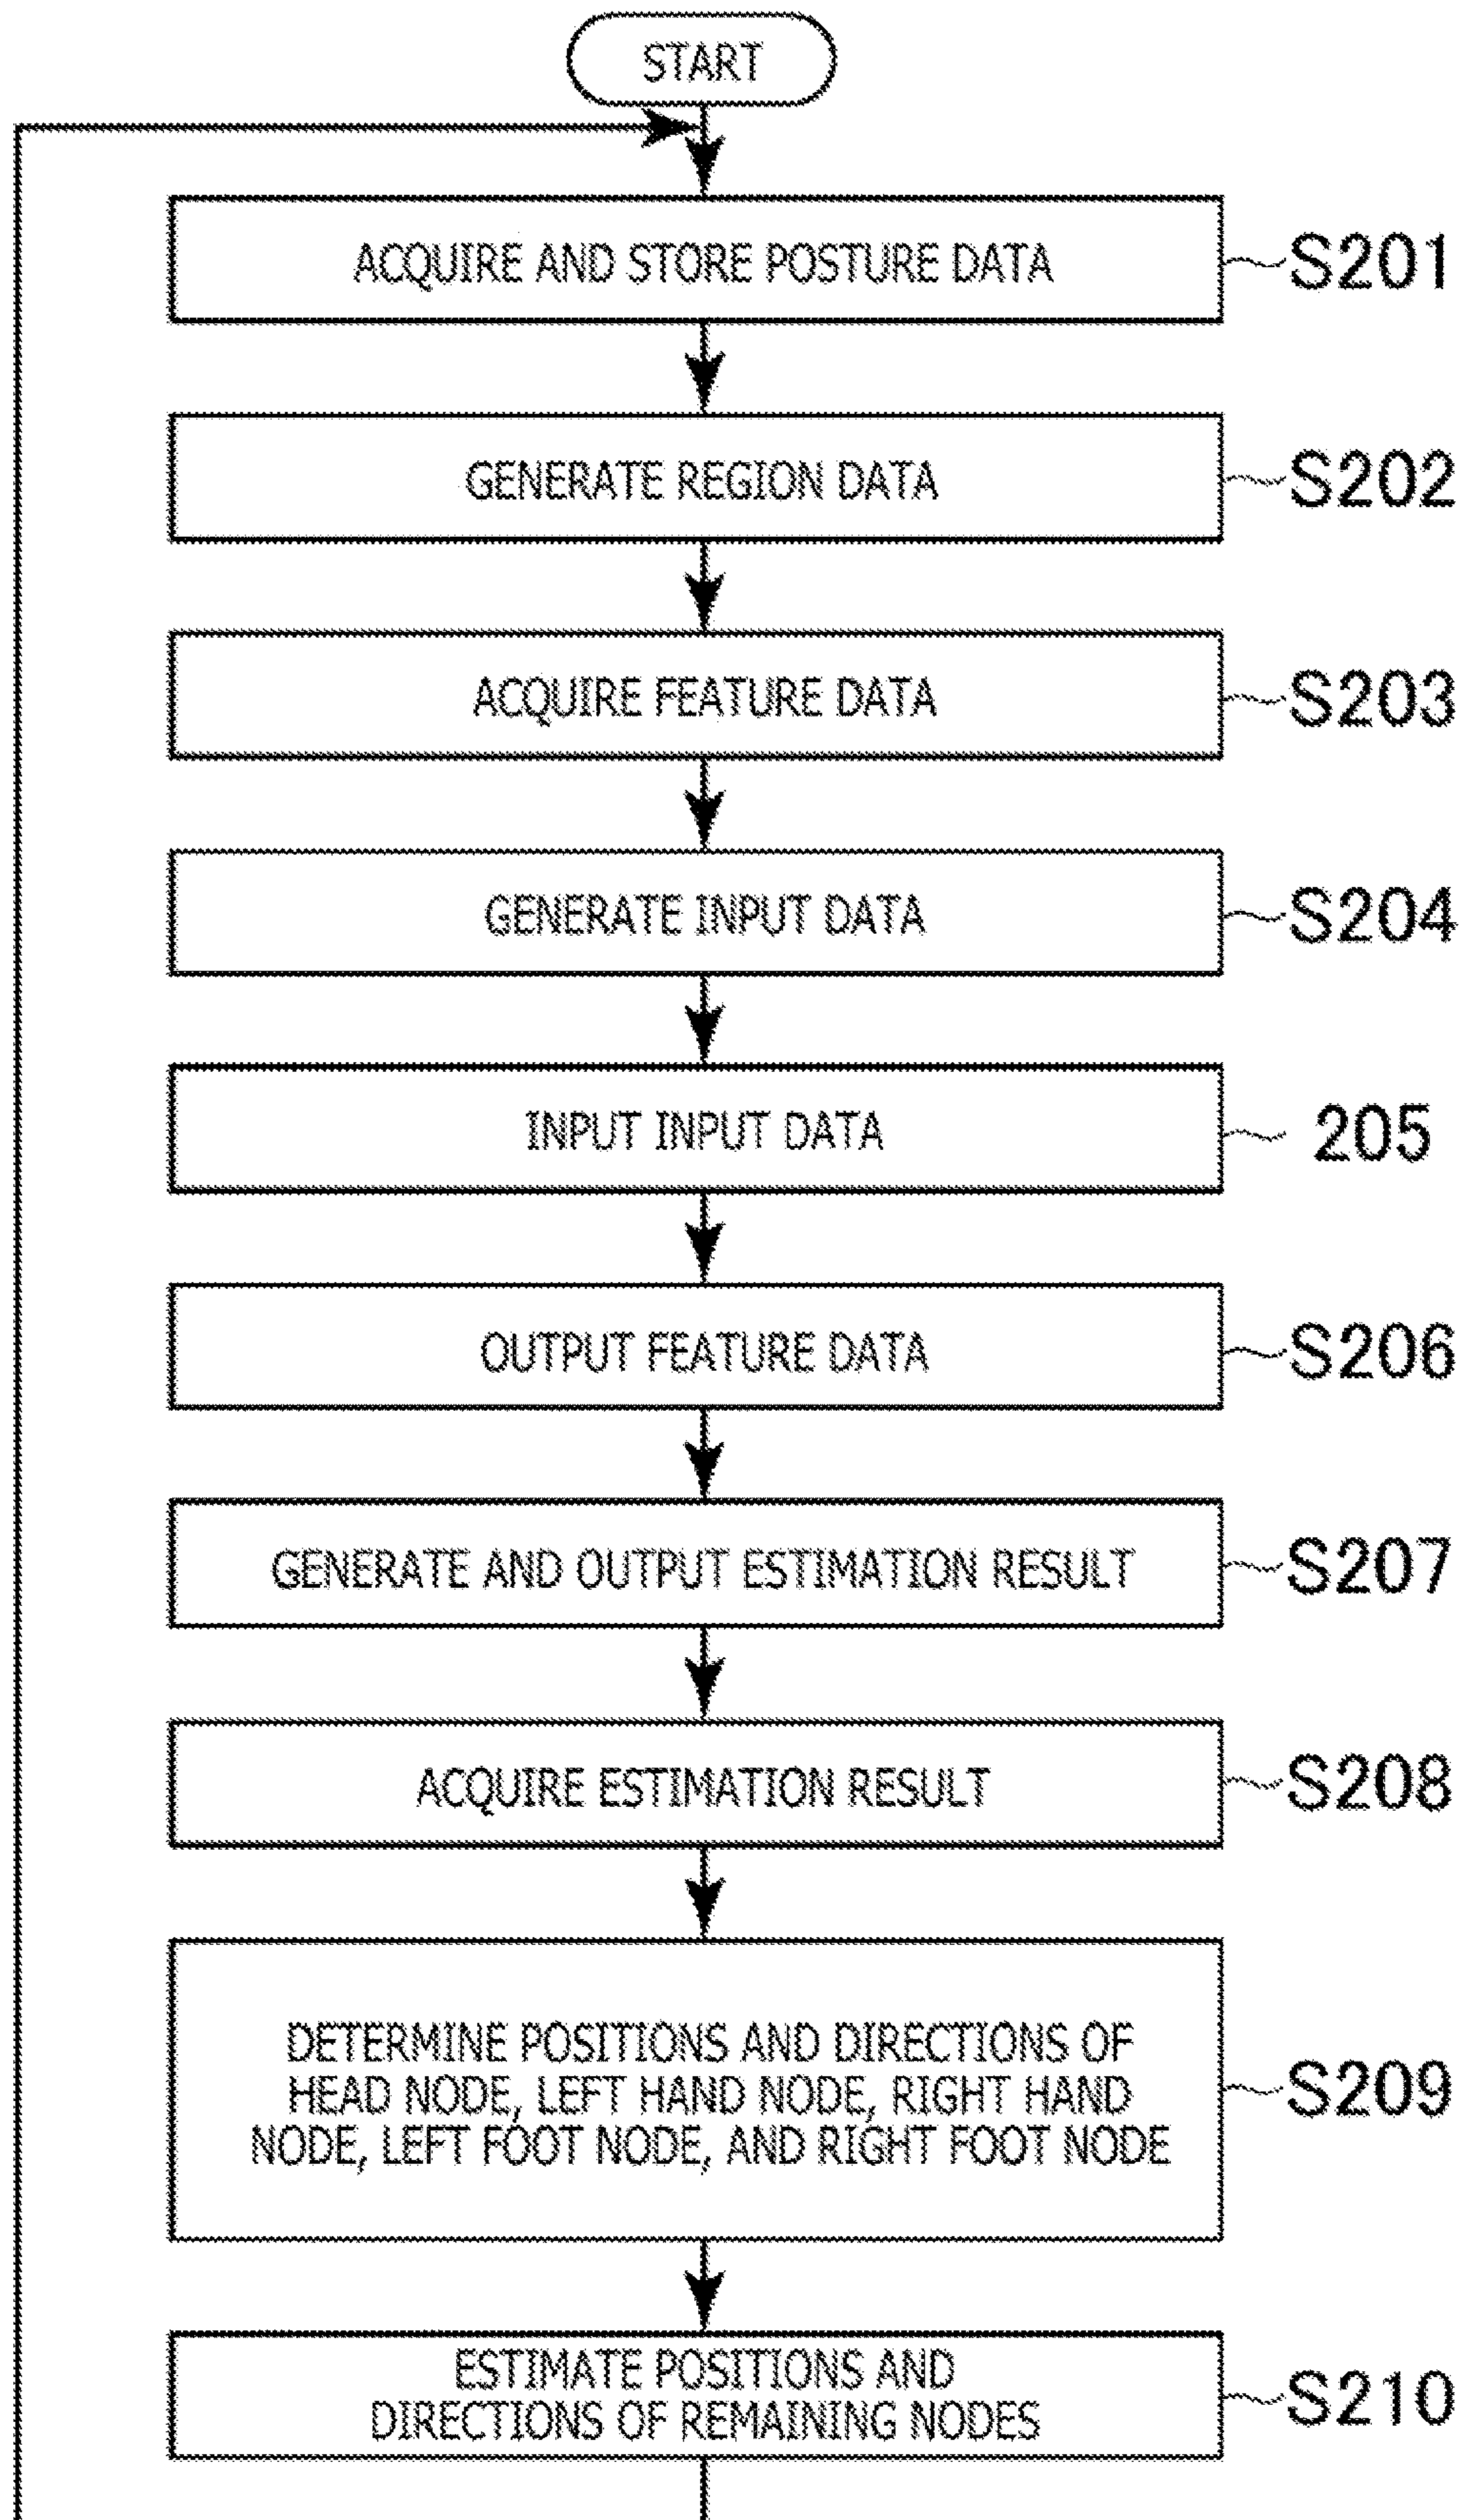 START
ACQUIRE AND STORE POSTURE DATA
S201
GENERATE REGION DATA
S202
ACQUIRE FEATURE DATA
S203
GENERATE INPUT DATA
S204
INPUT INPUT DATA
205
OUTPUT FEATURE DATA
S206
GENERATE AND OUTPUT ESTIMATION RESULT
S207
ACQUIRE ESTIMATION RESULT
S208
DETERMINE POSITIONS AND DIRECTIONS OF
HEAD NODE, LEFT HAND NODE, RIGHT HAND
NODE, LEFT FOOT NODE, AND RIGHT FOOT NODE
S209
ESTIMATE POSITIONS AND
DIRECTIONS OF REMAINING NODES
S210